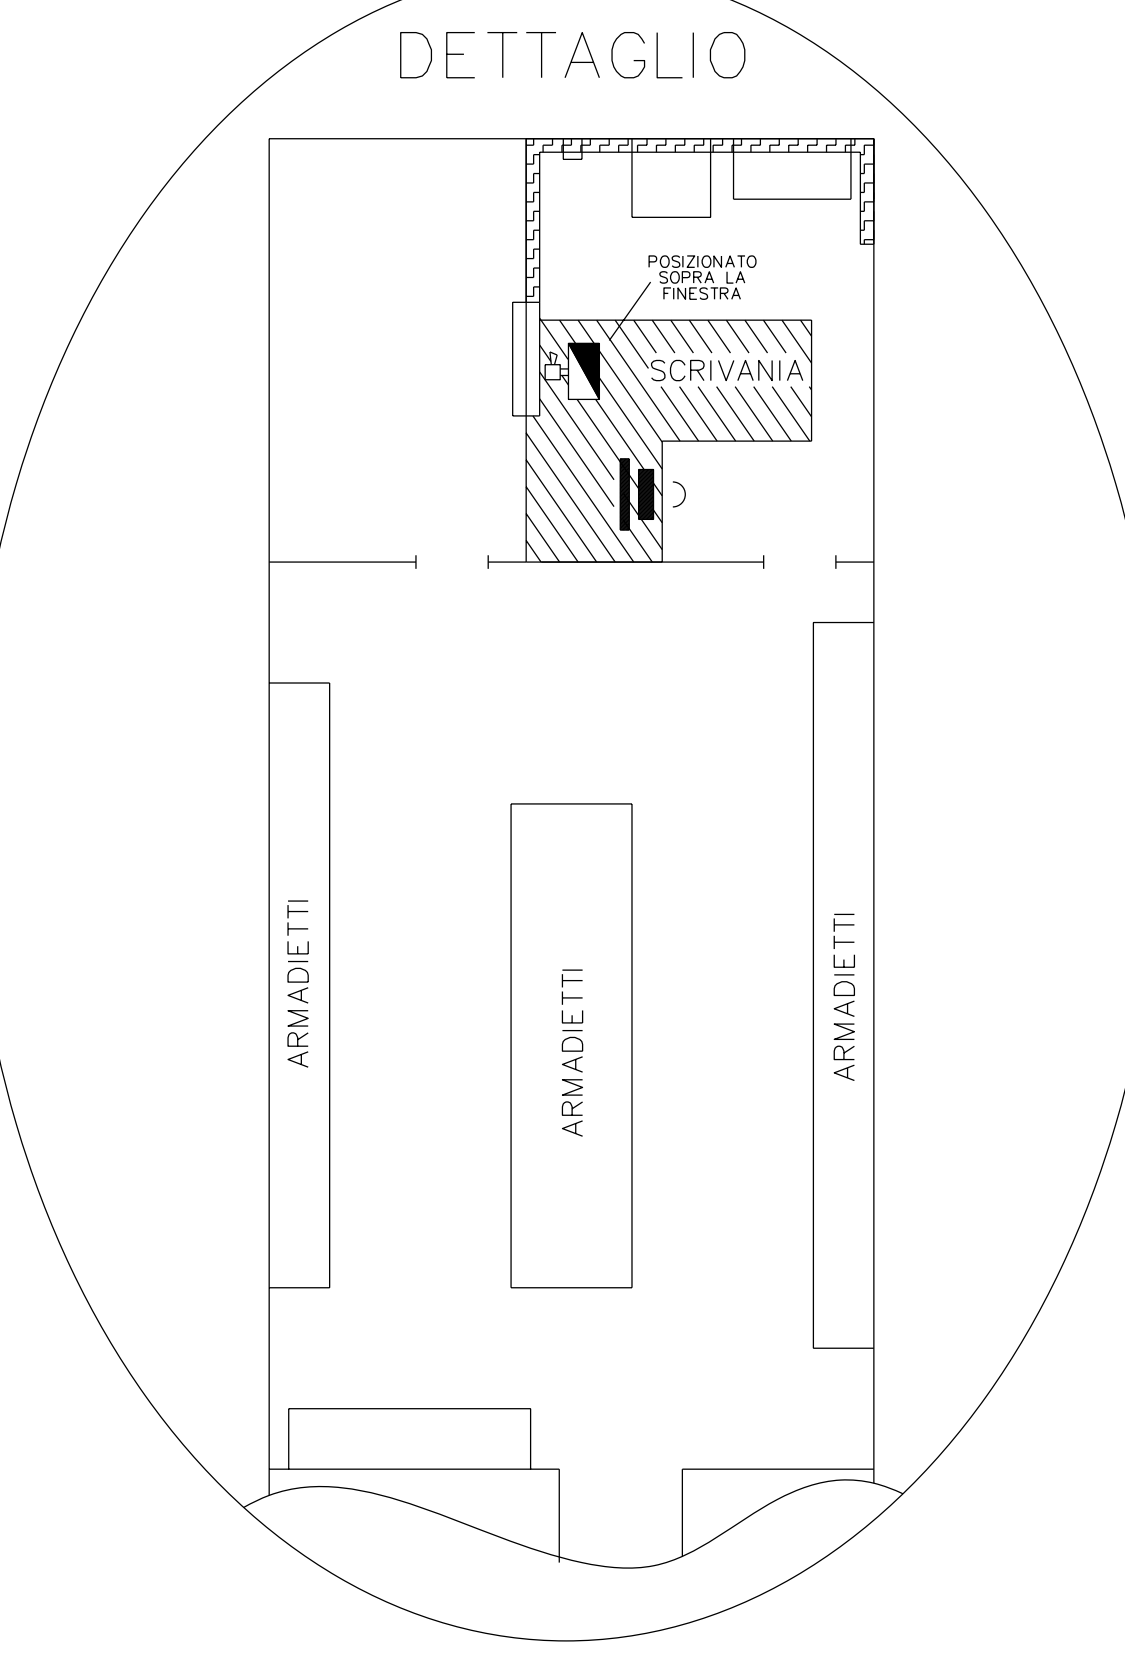 DETTAGLIO
POSIZIONATO
SOPRA LA
FINESTRA
SCRIVANIA
ARMADIETTI
ARMADIETTI
ARMADIETTI